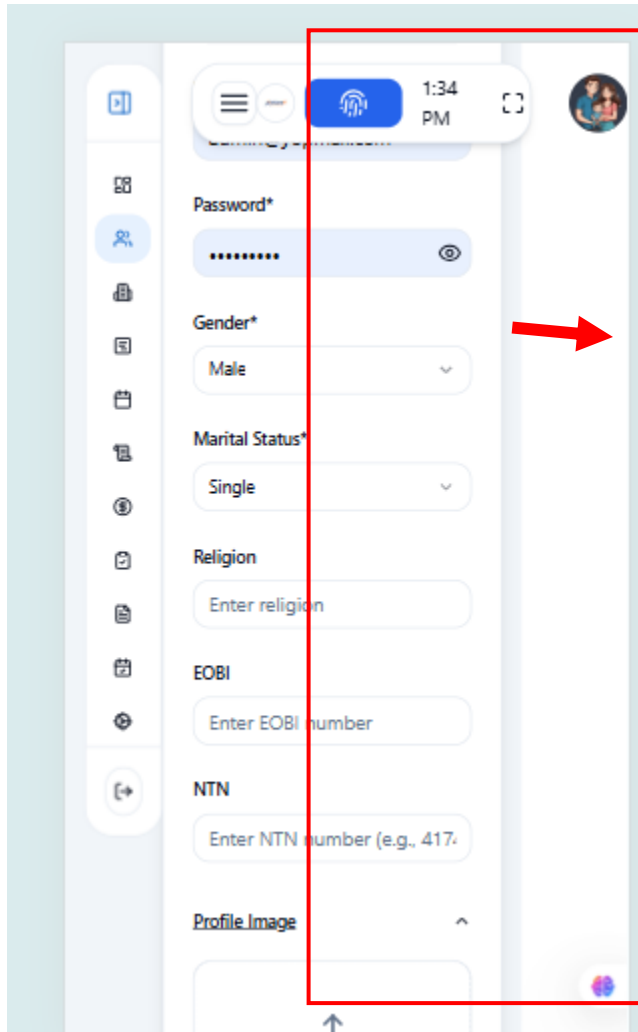 1:34
PM
Password*
•••••••••
Gender*
Male
Marital Status*
Single
Religion
Enter religion
EOBI
Enter EOBI number
NTN
Enter NTN number (e.g., 417
Profile Image